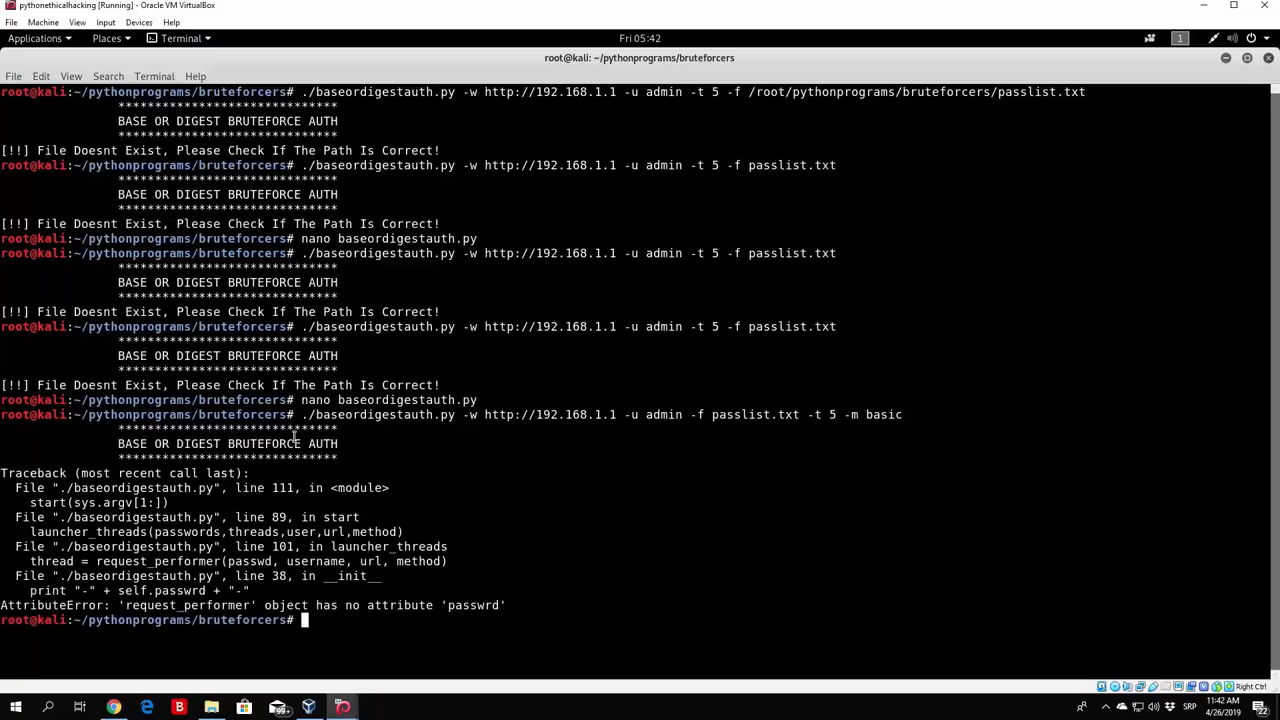 pythonethicalhacking [Running] - Oracle VM VirtualBox
File Machine View Input Devices Help
Applications Places Terminal Fri 05:42 1
root@kali: ~/pythonprograms/bruteforcers
File Edit View Search Terminal Help
root@kali:~/pythonprograms/bruteforcers# ./baseordigestauth.py -w http://192.168.1.1 -u admin -t 5 -f /root/pythonprograms/bruteforcers/passlist.txt
******************************
BASE OR DIGEST BRUTEFORCE AUTH
******************************
[!!] File Doesnt Exist, Please Check If The Path Is Correct!
root@kali:~/pythonprograms/bruteforcers# ./baseordigestauth.py -w http://192.168.1.1 -u admin -t 5 -f passlist.txt
******************************
BASE OR DIGEST BRUTEFORCE AUTH
******************************
[!!] File Doesnt Exist, Please Check If The Path Is Correct!
root@kali:~/pythonprograms/bruteforcers# nano baseordigestauth.py
root@kali:~/pythonprograms/bruteforcers# ./baseordigestauth.py -w http://192.168.1.1 -u admin -t 5 -f passlist.txt
******************************
BASE OR DIGEST BRUTEFORCE AUTH
******************************
[!!] File Doesnt Exist, Please Check If The Path Is Correct!
root@kali:~/pythonprograms/bruteforcers# ./baseordigestauth.py -w http://192.168.1.1 -u admin -t 5 -f passlist.txt
******************************
BASE OR DIGEST BRUTEFORCE AUTH
******************************
[!!] File Doesnt Exist, Please Check If The Path Is Correct!
root@kali:~/pythonprograms/bruteforcers# nano baseordigestauth.py
root@kali:~/pythonprograms/bruteforcers# ./baseordigestauth.py -w http://192.168.1.1 -u admin -f passlist.txt -t 5 -m basic
******************************
BASE OR DIGEST BRUTEFORCE AUTH
******************************
Traceback (most recent call last):
File "./baseordigestauth.py", line 111, in <module>
start(sys.argv[1:])
File "./baseordigestauth.py", line 89, in start
launcher_threads(passwords,threads,user,url,method)
File "./baseordigestauth.py", line 101, in launcher_threads
thread = request_performer(passwd, username, url, method)
File "./baseordigestauth.py", line 38, in __init__
print "-" + self.passwrd + "-"
AttributeError: 'request_performer' object has no attribute 'passwrd'
root@kali:~/pythonprograms/bruteforcers#
Right Ctrl
B 99+ SRP 11:42 AM
4/26/2019 22